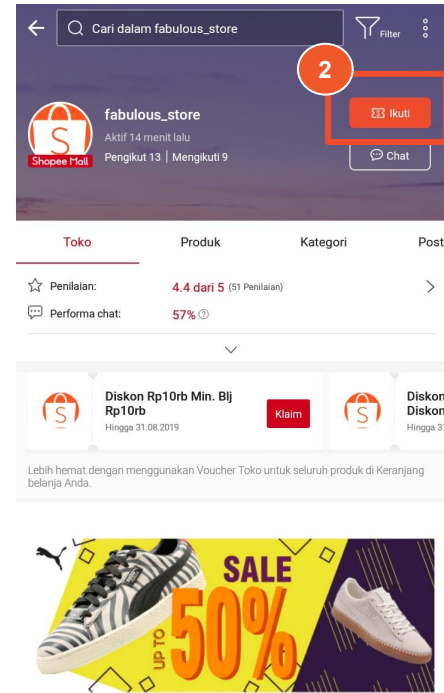 Cari dalam fabulous_store
Filter
2
fabulous_store
Ikuti
Aktif 14 menit lalu
Pengikut 13 | Mengikuti 9
Chat
S
Shopee Mall
Toko
Produk
Kategori
Post
Penilaian:
4.4 dari 5 (51 Penilaian)
Performa chat:
57%
S
Diskon Rp10rb Min. Blj
Rp10rb
Hingga 31.08.2019
Klaim
S
Diskon
Diskon
Hingga 31
Lebih hemat dengan menggunakan Voucher Toko untuk seluruh produk di Keranjang
belanja Anda.
SALE
UP TO
50%